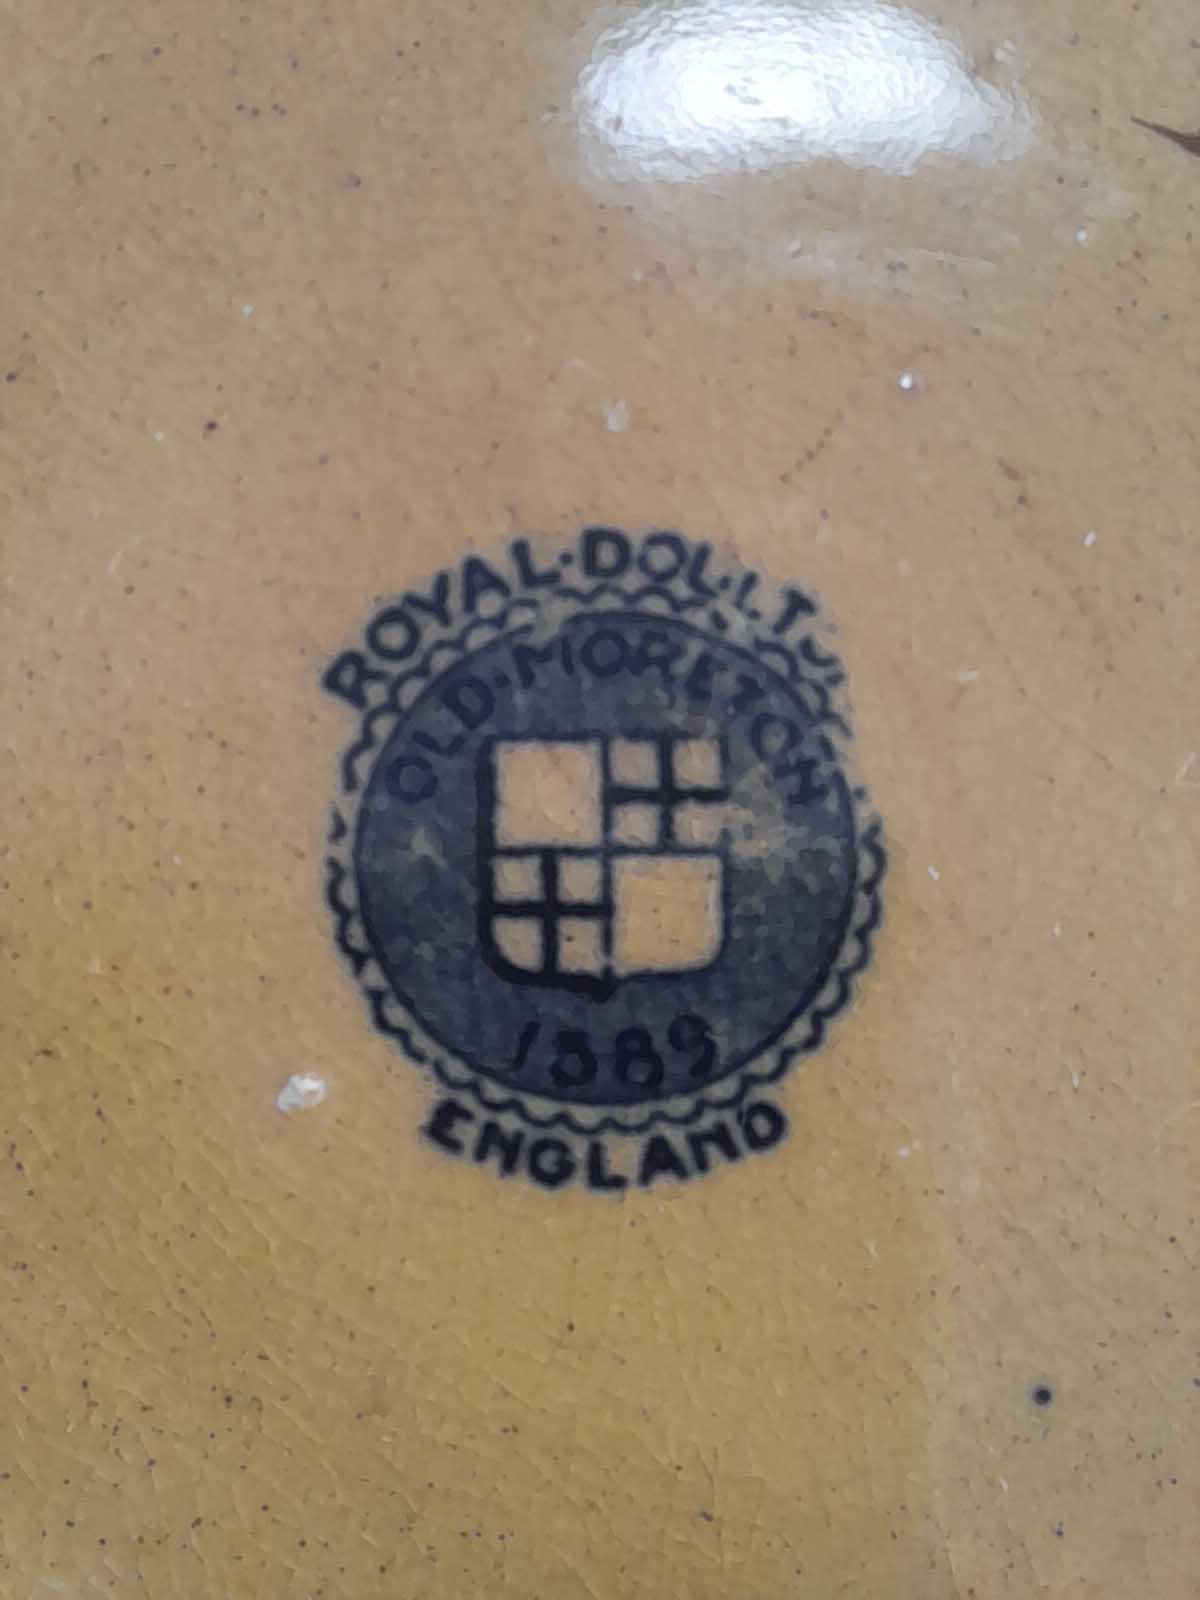 ROYAL·DOULTON
OLD·MORETON
1589
ENGLAND